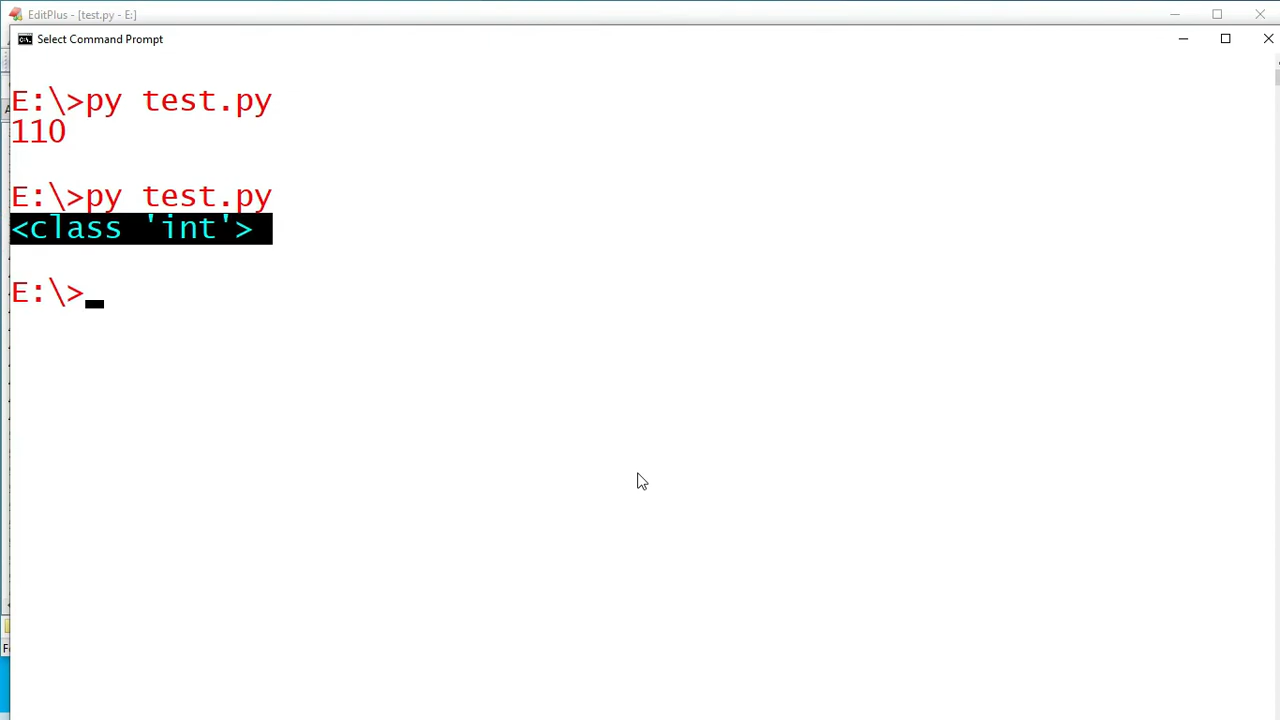 EditPlus - [test.py - E:]
Select Command Prompt
E:\>py test.py
110
E:\>py test.py
<class 'int'>
E:\>